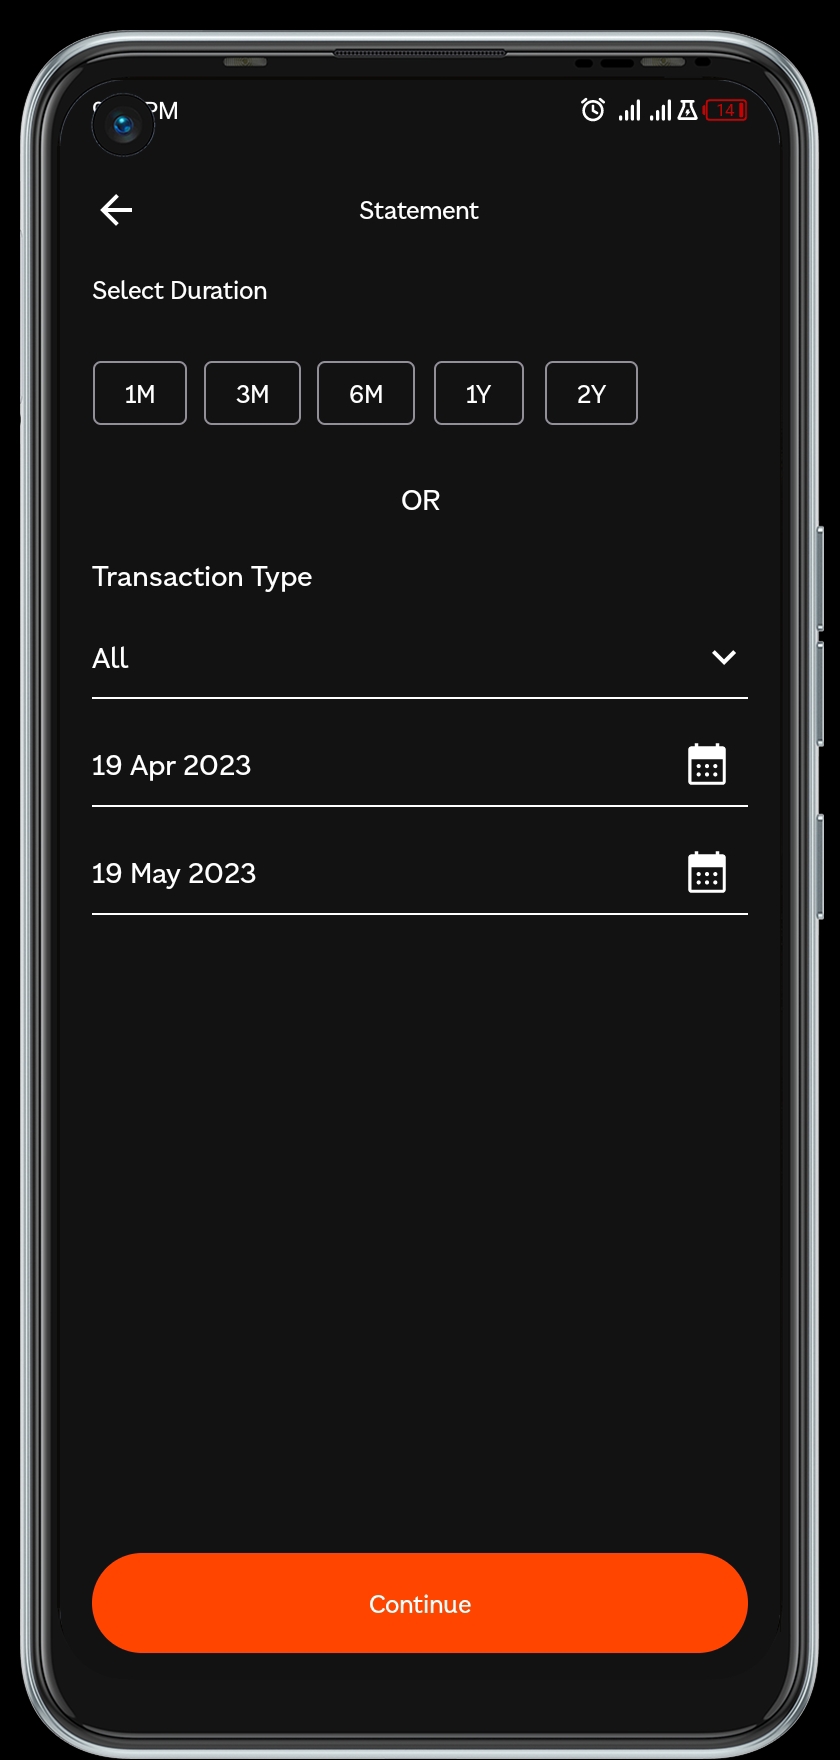 PM
14
Statement
Select Duration
1M 3M 6M 1Y 2Y
OR
Transaction Type
All
19 Apr 2023
19 May 2023
Continue